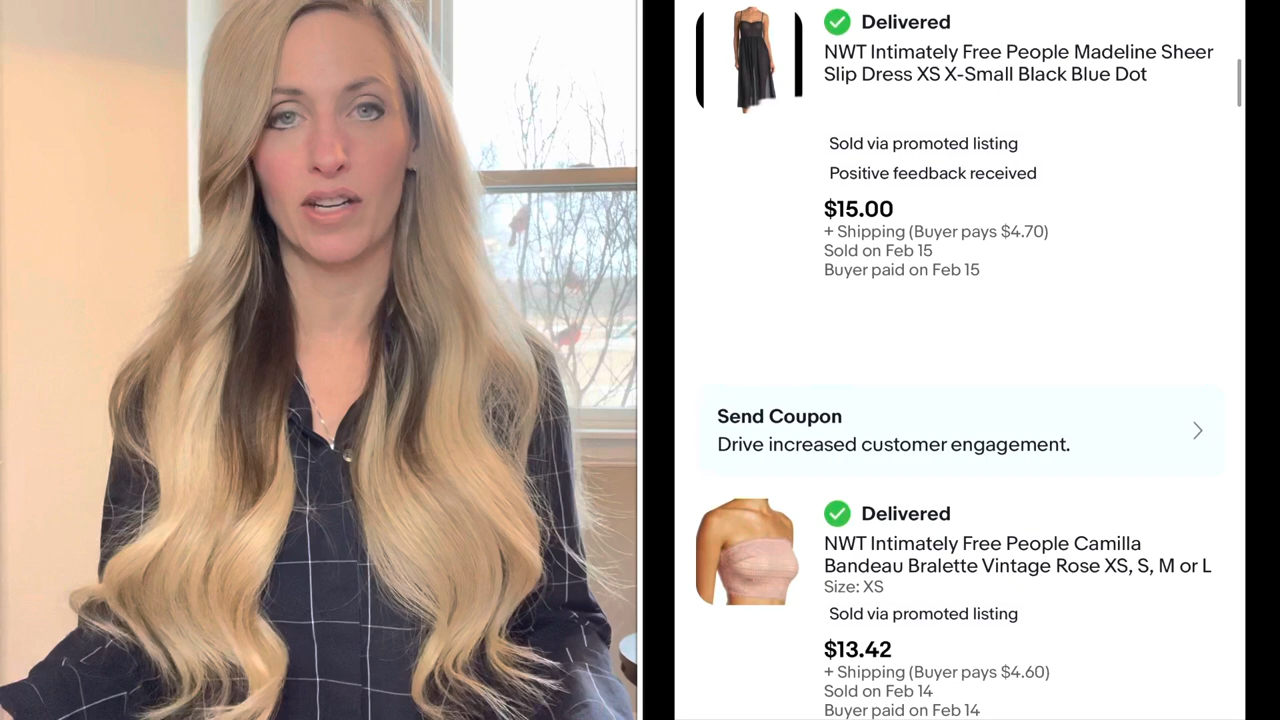 Delivered
NWT Intimately Free People Madeline Sheer
Slip Dress XS X-Small Black Blue Dot
Sold via promoted listing
Positive feedback received
$15.00
+ Shipping (Buyer pays $4.70)
Sold on Feb 15
Buyer paid on Feb 15
Send Coupon
Drive increased customer engagement.
Delivered
NWT Intimately Free People Camilla
Bandeau Bralette Vintage Rose XS, S, M or L
Size: XS
Sold via promoted listing
$13.42
+ Shipping (Buyer pays $4.60)
Sold on Feb 14
Buyer paid on Feb 14